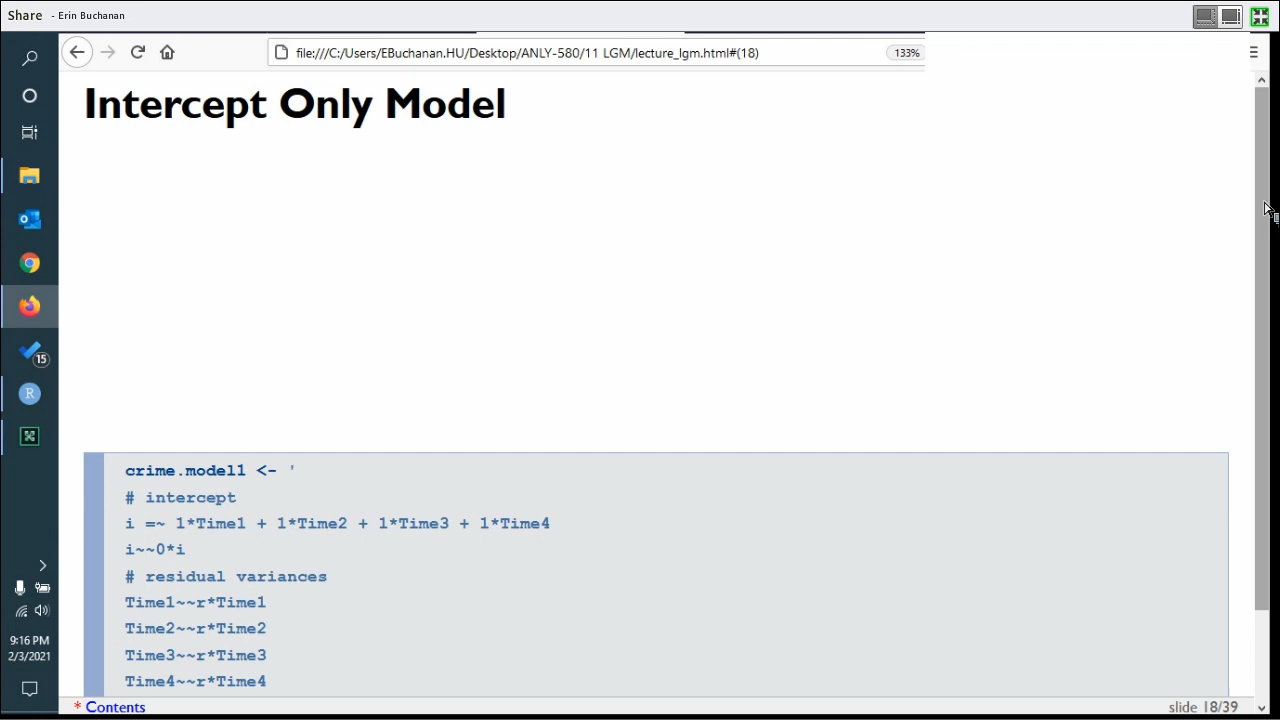 Share - Erin Buchanan
file:///C:/Users/EBuchanan.HU/Desktop/ANLY-580/11 LGM/lecture_lgm.html#(18)
133%
Intercept Only Model
crime.model1 <- '
# intercept
i =~ 1*Time1 + 1*Time2 + 1*Time3 + 1*Time4
i~~0*i
# residual variances
Time1~~r*Time1
Time2~~r*Time2
Time3~~r*Time3
Time4~~r*Time4
15
R
9:16 PM
2/3/2021
* Contents
slide 18/39